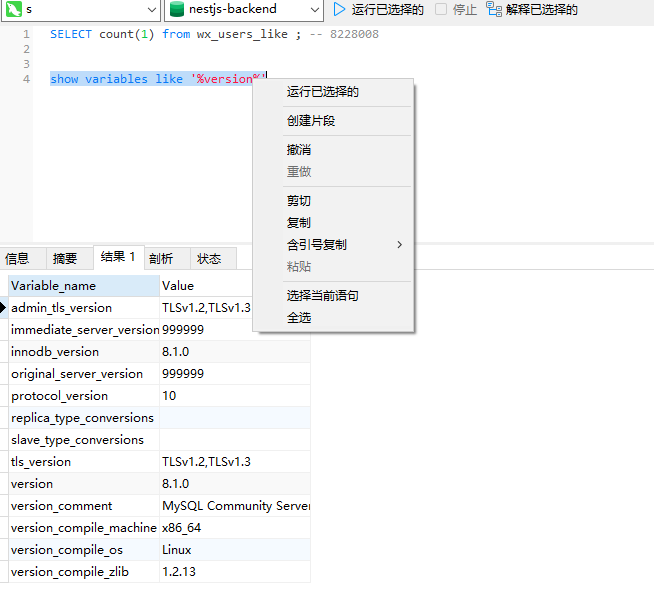 s nestjs-backend 运行已选择的 停止 解释已选择的
1 SELECT count(1) from wx_users_like ; -- 8228008
2
3
4 show variables like '%version%'
运行已选择的
创建片段
撤消
重做
剪切
复制
含引号复制
粘贴
选择当前语句
全选
信息 摘要 结果 1 剖析 状态
Variable_name Value
admin_tls_version TLSv1.2,TLSv1.3
immediate_server_version 999999
innodb_version 8.1.0
original_server_version 999999
protocol_version 10
replica_type_conversions
slave_type_conversions
tls_version TLSv1.2,TLSv1.3
version 8.1.0
version_comment MySQL Community Server
version_compile_machine x86_64
version_compile_os Linux
version_compile_zlib 1.2.13